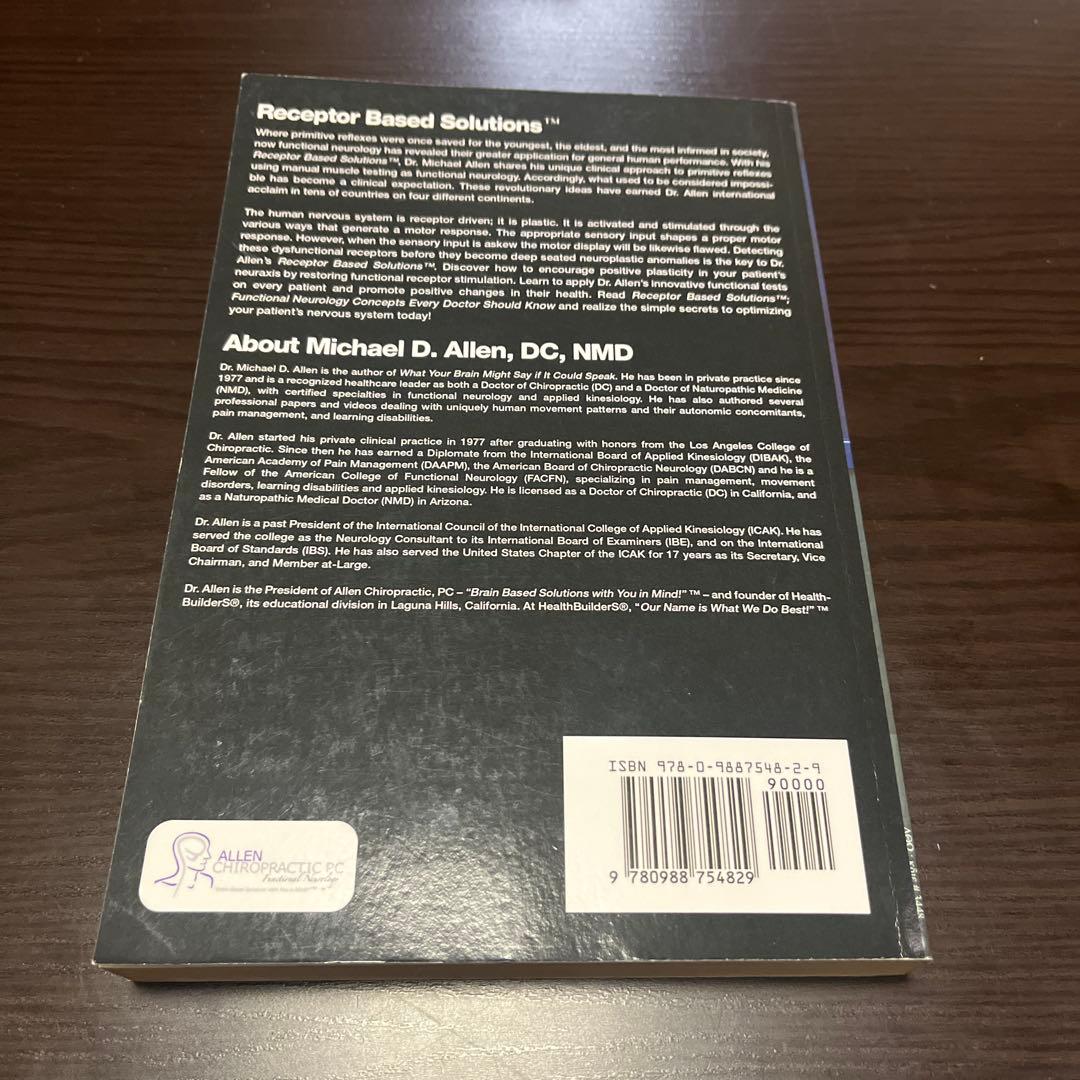 Receptor Based Solutions™
Where primitive reflexes were once saved for the youngest, the eldest, and the most informed in society,
now functional neurology has revealed their greater application for general human performance. With his
Receptor Based Solutions™, Dr. Michael Allen shares his unique clinical approach to primitive reflexes
using manual muscle testing as functional neurology. Accordingly, what used to be considered impossi-
ble has become a clinical expectation. These revolutionary ideas have earned Dr. Allen international
acclaim in tens of countries on four different continents.
The human nervous system is receptor driven; it is plastic. It is activated and stimulated through the
various ways that generate a motor response. The appropriate sensory input shapes a proper motor
response. However, when the sensory input is askew the motor display will be likewise flawed. Detecting
these dysfunctional receptors before they become deep seated neuroplastic anomalies is the key to Dr.
Allen's Receptor Based Solutions™. Discover how to encourage positive plasticity in your patient's
neuraxis by restoring functional receptor stimulation. Learn to apply Dr. Allen's innovative functional tests
on every patient and promote positive changes in their health. Read Receptor Based Solutions™;
Functional Neurology Concepts Every Doctor Should Know and realize the simple secrets to optimizing
your patient's nervous system today!
About Michael D. Allen, DC, NMD
Dr. Michael D. Allen is the author of What Your Brain Might Say if It Could Speak. He has been in private practice since
1977 and is a recognized healthcare leader as both a Doctor of Chiropractic (DC) and a Doctor of Naturopathic Medicine
(NMD), with certified specialties in functional neurology and applied kinesiology. He has also authored several
professional papers and videos dealing with uniquely human movement patterns and their autonomic concomitants,
pain management, and learning disabilities.
Dr. Allen started his private clinical practice in 1977 after graduating with honors from the Los Angeles College of
Chiropractic. Since then he has earned a Diplomate from the International Board of Applied Kinesiology (DIBAK), the
American Academy of Pain Management (DAAPM), the American Board of Chiropractic Neurology (DABCN) and he is a
Fellow of the American College of Functional Neurology (FACFN), specializing in pain management, movement
disorders, learning disabilities and applied kinesiology. He is licensed as a Doctor of Chiropractic (DC) in California, and
as a Naturopathic Medical Doctor (NMD) in Arizona.
Dr. Allen is a past President of the International Council of the International College of Applied Kinesiology (ICAK). He has
served the college as the Neurology Consultant to its International Board of Examiners (IBE), and on the International
Board of Standards (IBS). He has also served the United States Chapter of the ICAK for 17 years as its Secretary, Vice
Chairman, and Member at-Large.
Dr. Allen is the President of Allen Chiropractic, PC – "Brain Based Solutions with You in Mind!" ™ – and founder of Health-
BuilderS®, its educational division in Laguna Hills, California. At HealthBuilderS®, "Our Name is What We Do Best!" ™
ISBN 978-0-9887548-2-9
90000
9 780988 754829
ALLEN
CHIROPRACTIC PC
Functional Neurology